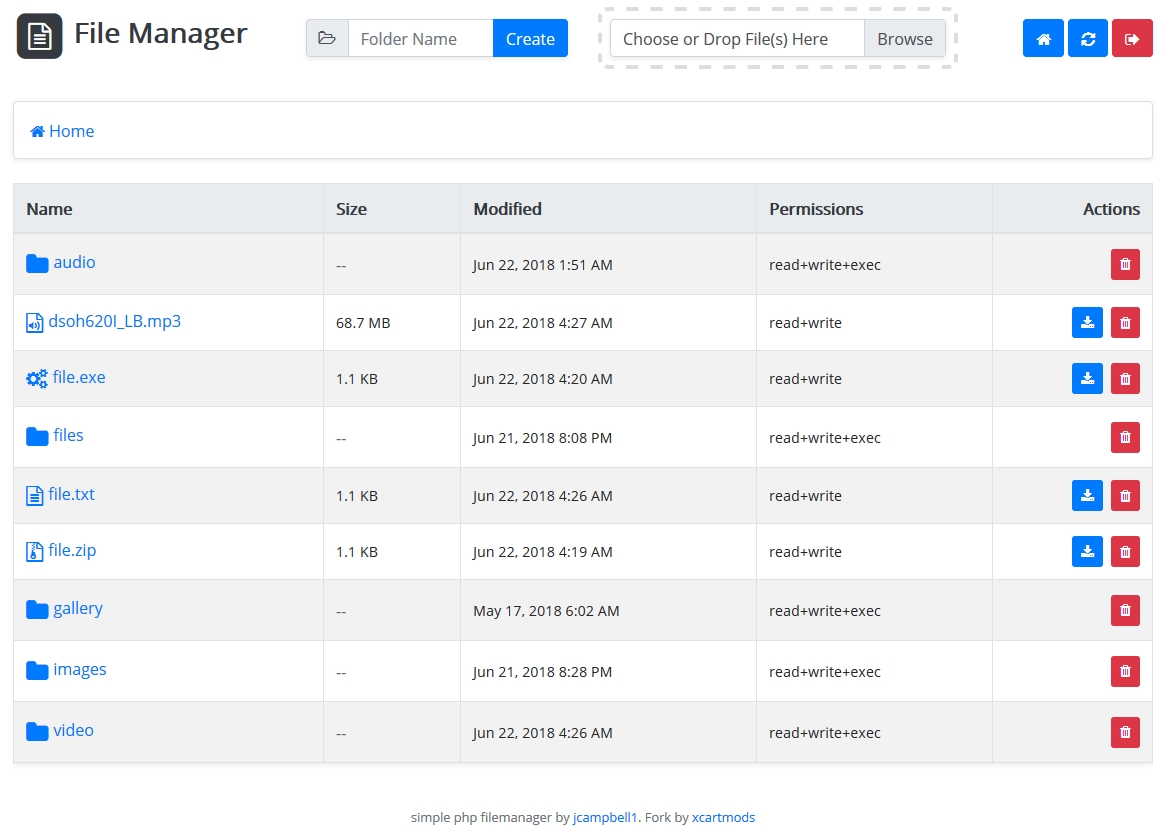 File Manager Folder Name Create Choose or Drop File(s) Here Browse
Home
Name Size Modified Permissions Actions
audio -- Jun 22, 2018 1:51 AM read+write+exec
dsoh620l_LB.mp3 68.7 MB Jun 22, 2018 4:27 AM read+write
file.exe 1.1 KB Jun 22, 2018 4:20 AM read+write
files -- Jun 21, 2018 8:08 PM read+write+exec
file.txt 1.1 KB Jun 22, 2018 4:26 AM read+write
file.zip 1.1 KB Jun 22, 2018 4:19 AM read+write
gallery -- May 17, 2018 6:02 AM read+write+exec
images -- Jun 21, 2018 8:28 PM read+write+exec
video -- Jun 22, 2018 4:26 AM read+write+exec
simple php filemanager by jcampbell1. Fork by xcartmods